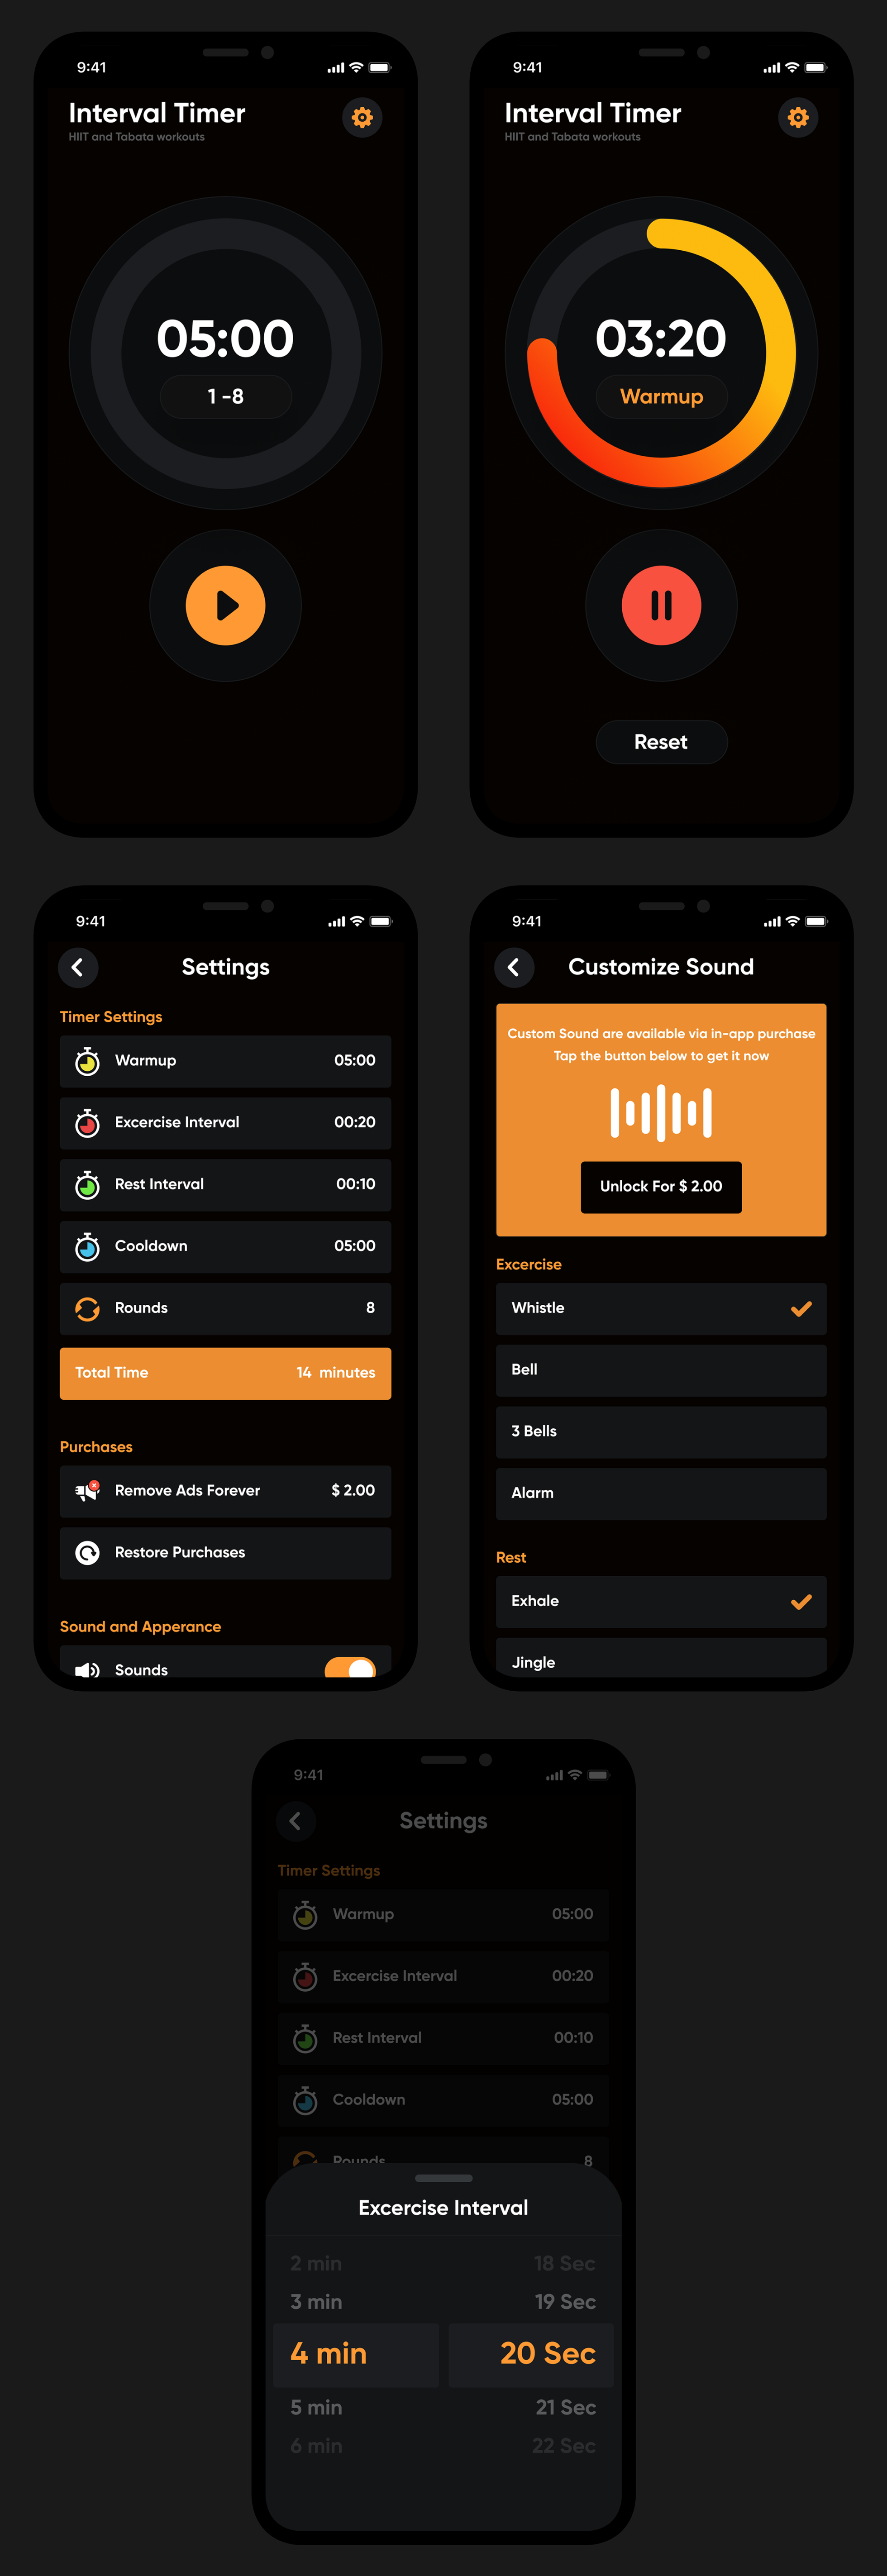 9:41
Interval Timer
HIIT and Tabata workouts
05:00
1 -8
9:41
Interval Timer
HIIT and Tabata workouts
03:20
Warmup
Reset
9:41
Settings
Timer Settings
Warmup 05:00
Excercise Interval 00:20
Rest Interval 00:10
Cooldown 05:00
Rounds 8
Total Time 14 minutes
Purchases
Remove Ads Forever $ 2.00
Restore Purchases
Sound and Apperance
Sounds
9:41
Customize Sound
Custom Sound are available via in-app purchase
Tap the button below to get it now
Unlock For $ 2.00
Excercise
Whistle
Bell
3 Bells
Alarm
Rest
Exhale
Jingle
9:41
Settings
Timer Settings
Warmup 05:00
Excercise Interval 00:20
Rest Interval 00:10
Cooldown 05:00
Rounds 8
Excercise Interval
2 min 18 Sec
3 min 19 Sec
4 min 20 Sec
5 min 21 Sec
6 min 22 Sec